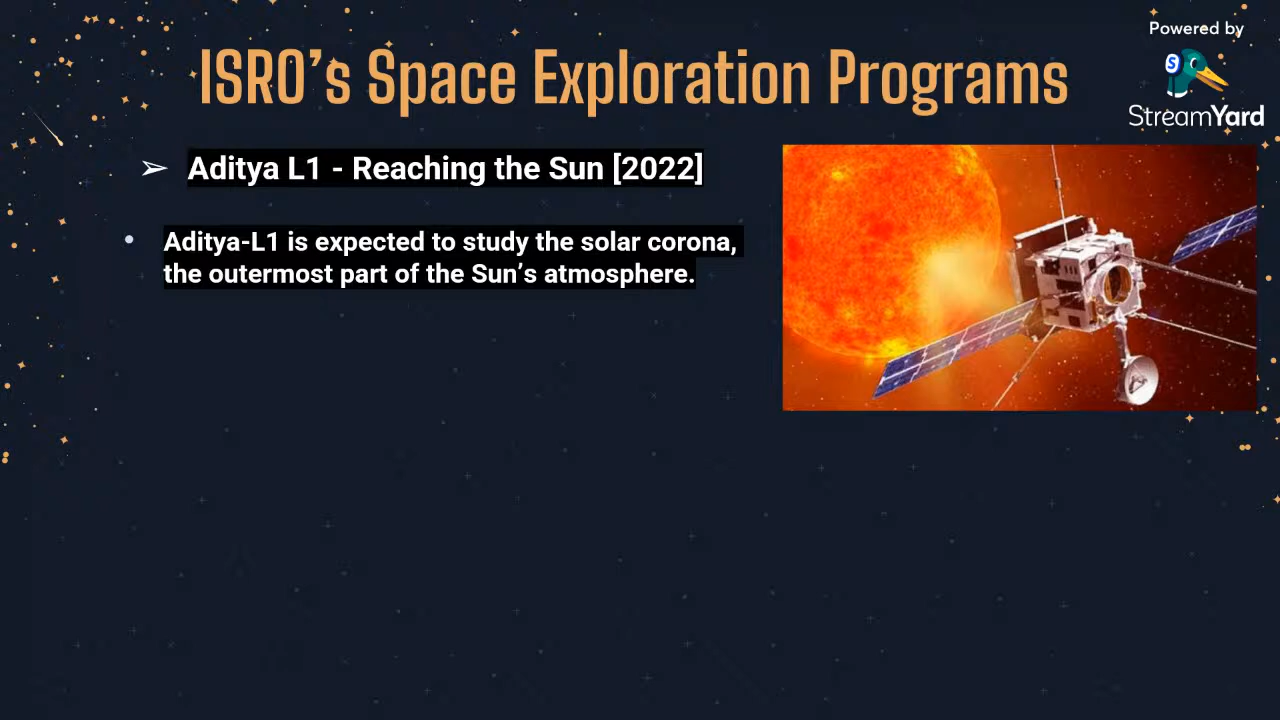 Powered by
ISRO's Space Exploration Programs
S
StreamYard
➢ Aditya L1 - Reaching the Sun [2022]
• Aditya-L1 is expected to study the solar corona,
the outermost part of the Sun's atmosphere.